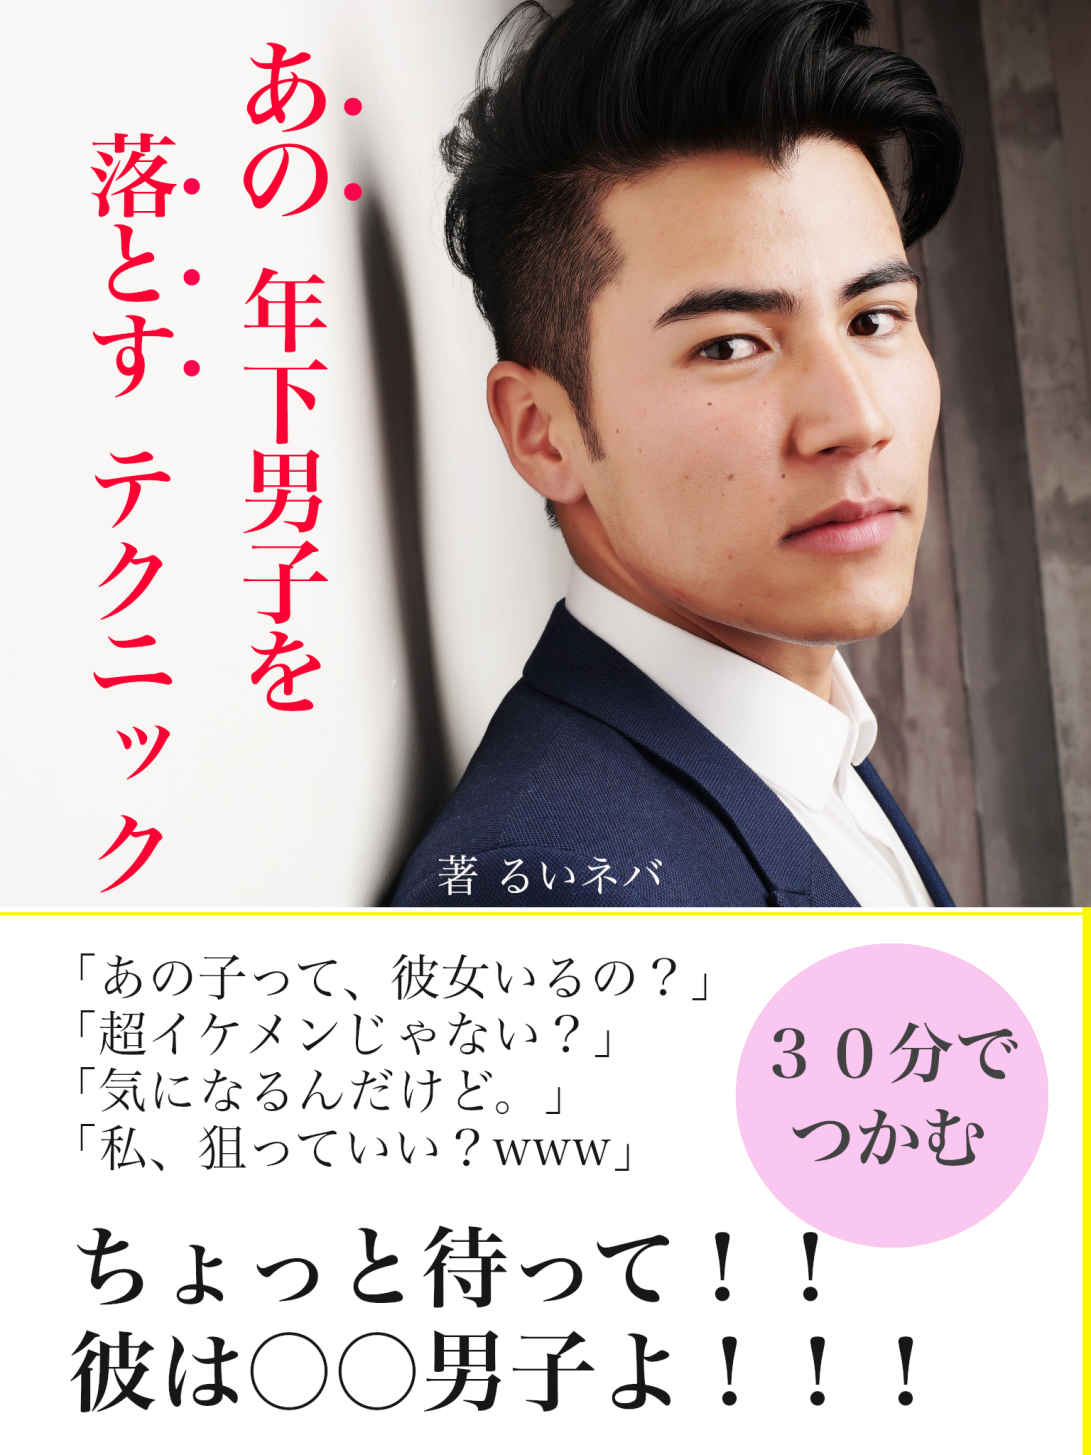 あの 年下男子を
落とす テクニック
著 るいネバ
「あの子って、彼女いるの？」
「超イケメンじゃない？」
「気になるんだけど。」
「私、狙っていい？www」
３０分で
つかむ
ちょっと待って！！
彼は◯◯男子よ！！！